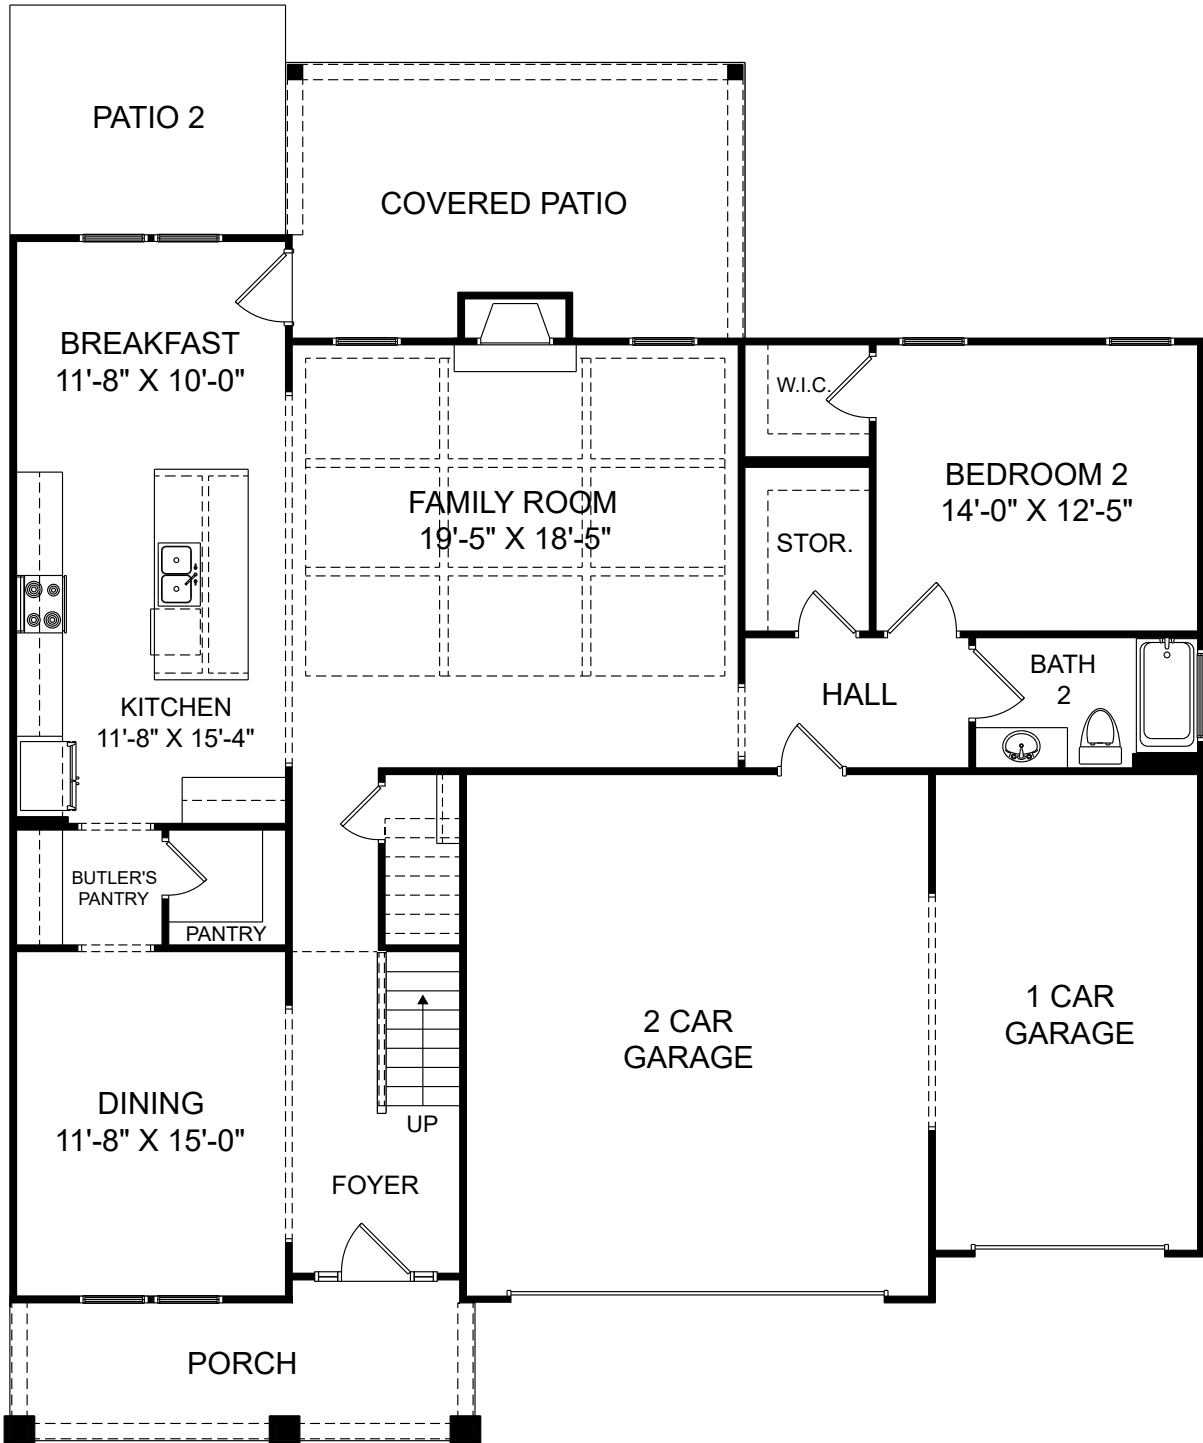 PATIO 2
COVERED PATIO
BREAKFAST
11'-8" X 10'-0"
W.I.C.
BEDROOM 2
14'-0" X 12'-5"
FAMILY ROOM
19'-5" X 18'-5"
STOR.
KITCHEN
11'-8" X 15'-4"
HALL
BATH
2
BUTLER'S
PANTRY
PANTRY
2 CAR
GARAGE
1 CAR
GARAGE
DINING
11'-8" X 15'-0"
UP
FOYER
PORCH